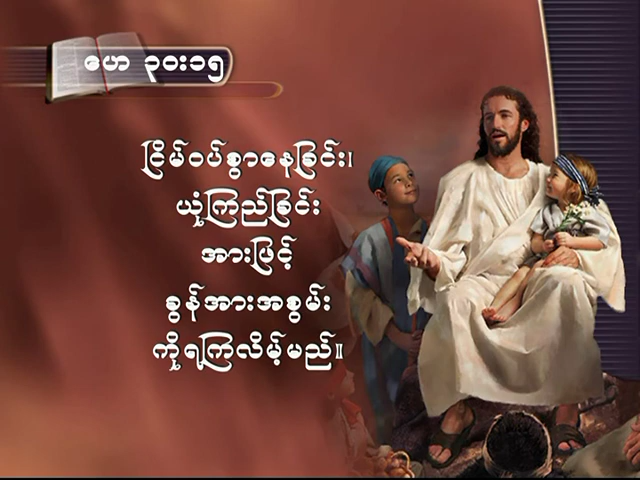 ဟေ ၃၀း၁၅
ငြိမ်ဝပ်စွာနေခြင်း၊
ယုံကြည်ခြင်း
အားဖြင့်
ခွန်အားအစွမ်း
ကိုရကြလိမ့်မည်။